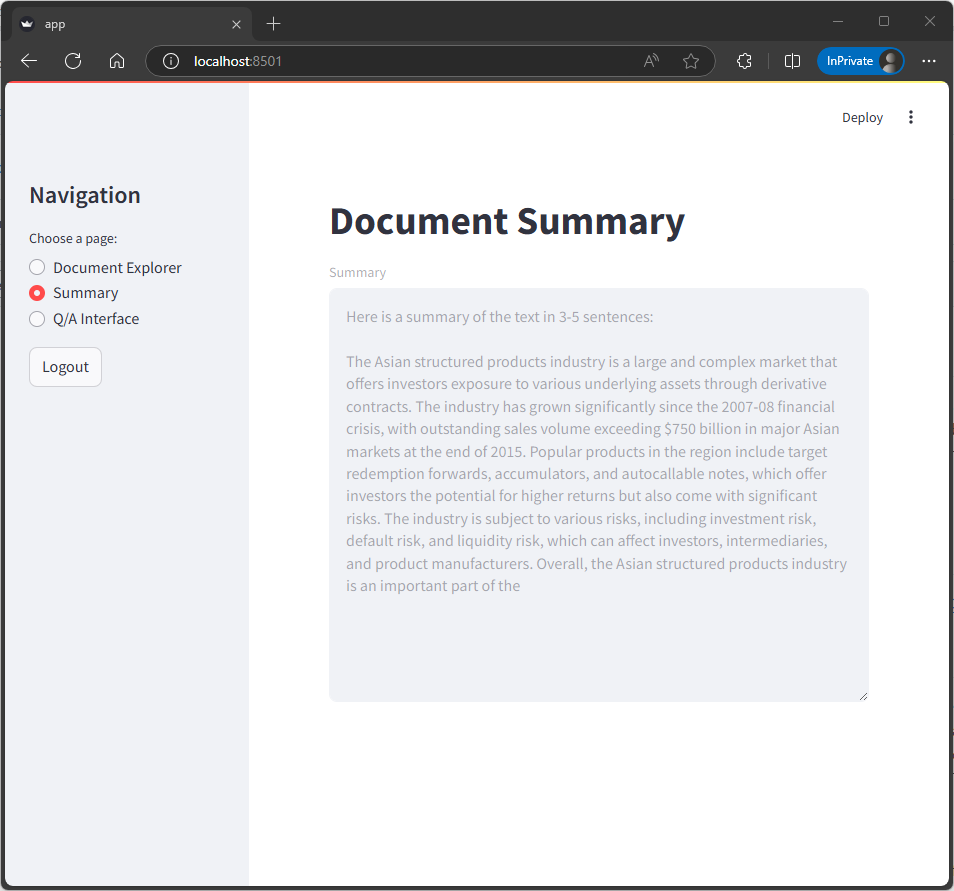 app
localhost:8501
InPrivate
Deploy
Navigation
Choose a page:
Document Explorer
Summary
Q/A Interface
Logout
Document Summary
Summary
Here is a summary of the text in 3-5 sentences:
The Asian structured products industry is a large and complex market that
offers investors exposure to various underlying assets through derivative
contracts. The industry has grown significantly since the 2007-08 financial
crisis, with outstanding sales volume exceeding $750 billion in major Asian
markets at the end of 2015. Popular products in the region include target
redemption forwards, accumulators, and autocallable notes, which offer
investors the potential for higher returns but also come with significant
risks. The industry is subject to various risks, including investment risk,
default risk, and liquidity risk, which can affect investors, intermediaries,
and product manufacturers. Overall, the Asian structured products industry
is an important part of the